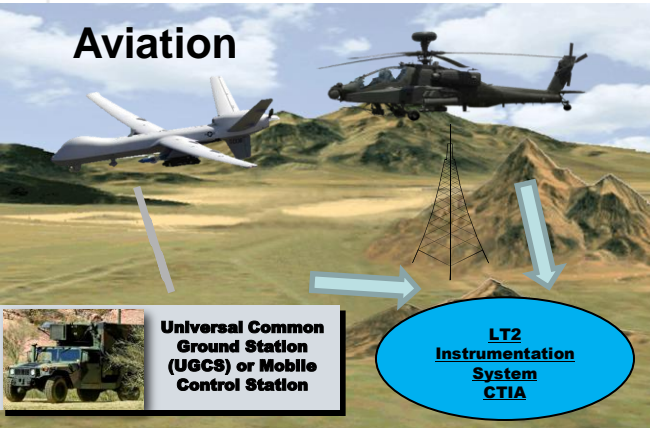 Aviation
Universal Common
Ground Station
(UGCS) or Mobile
Control Station
LT2
Instrumentation
System
CTIA